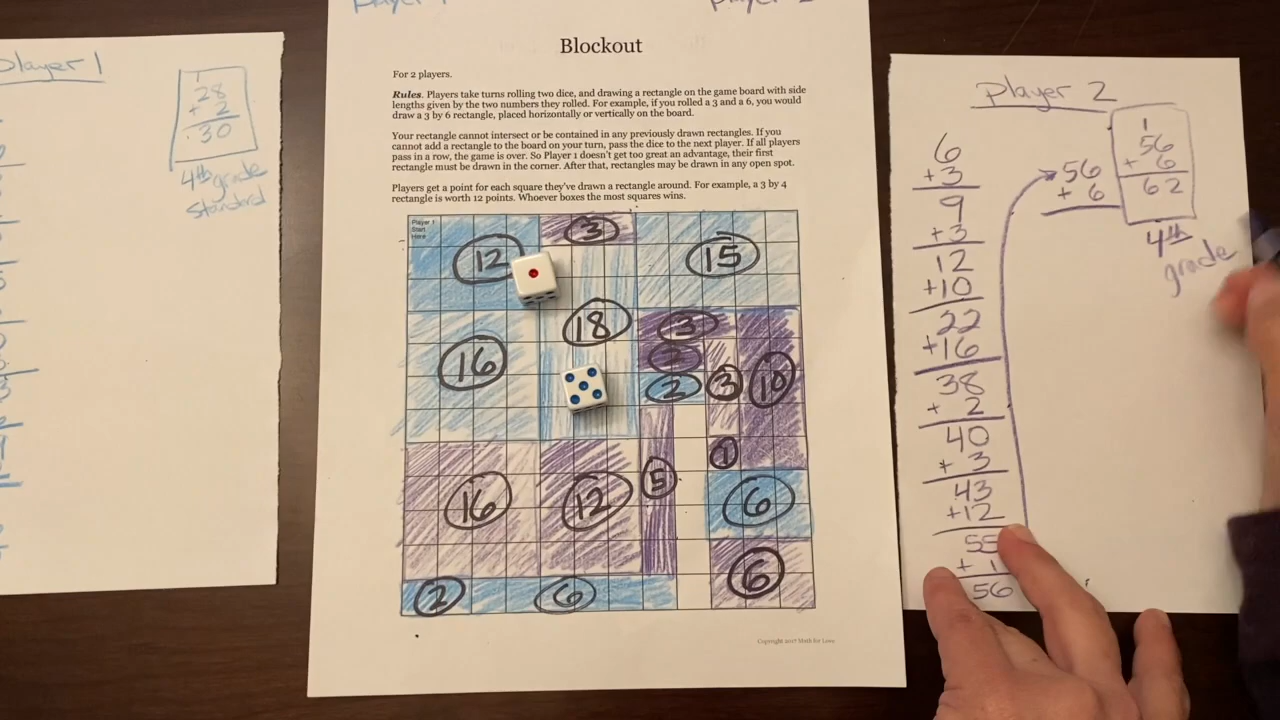 Player 1
28
+ 2
30
4th grade
standard
Blockout
For 2 players.
Rules. Players take turns rolling two dice, and drawing a rectangle on the game board with side
lengths given by the two numbers they rolled. For example, if you rolled a 3 and a 6, you would
draw a 3 by 6 rectangle, placed horizontally or vertically on the board.
Your rectangle cannot intersect or be contained in any previously drawn rectangles. If you
cannot add a rectangle to the board on your turn, pass the dice to the next player. If all players
pass in a row, the game is over. So Player 1 doesn't get too great an advantage, their first
rectangle must be drawn in the corner. After that, rectangles may be drawn in any open spot.
Players get a point for each square they've drawn a rectangle around. For example, a 3 by 4
rectangle is worth 12 points. Whoever boxes the most squares wins.
Player 1
Start
Here
3
12
15
18
3
16
2
2
3
10
1
5
16
12
6
6
2
6
Copyright 2017 Math for Love
Player 2
6
+3
9
+3
12
+10
22
+16
38
+ 2
40
+ 3
43
+12
55
+ 1
56
56
+ 6
1
56
+ 6
62
4th
grade